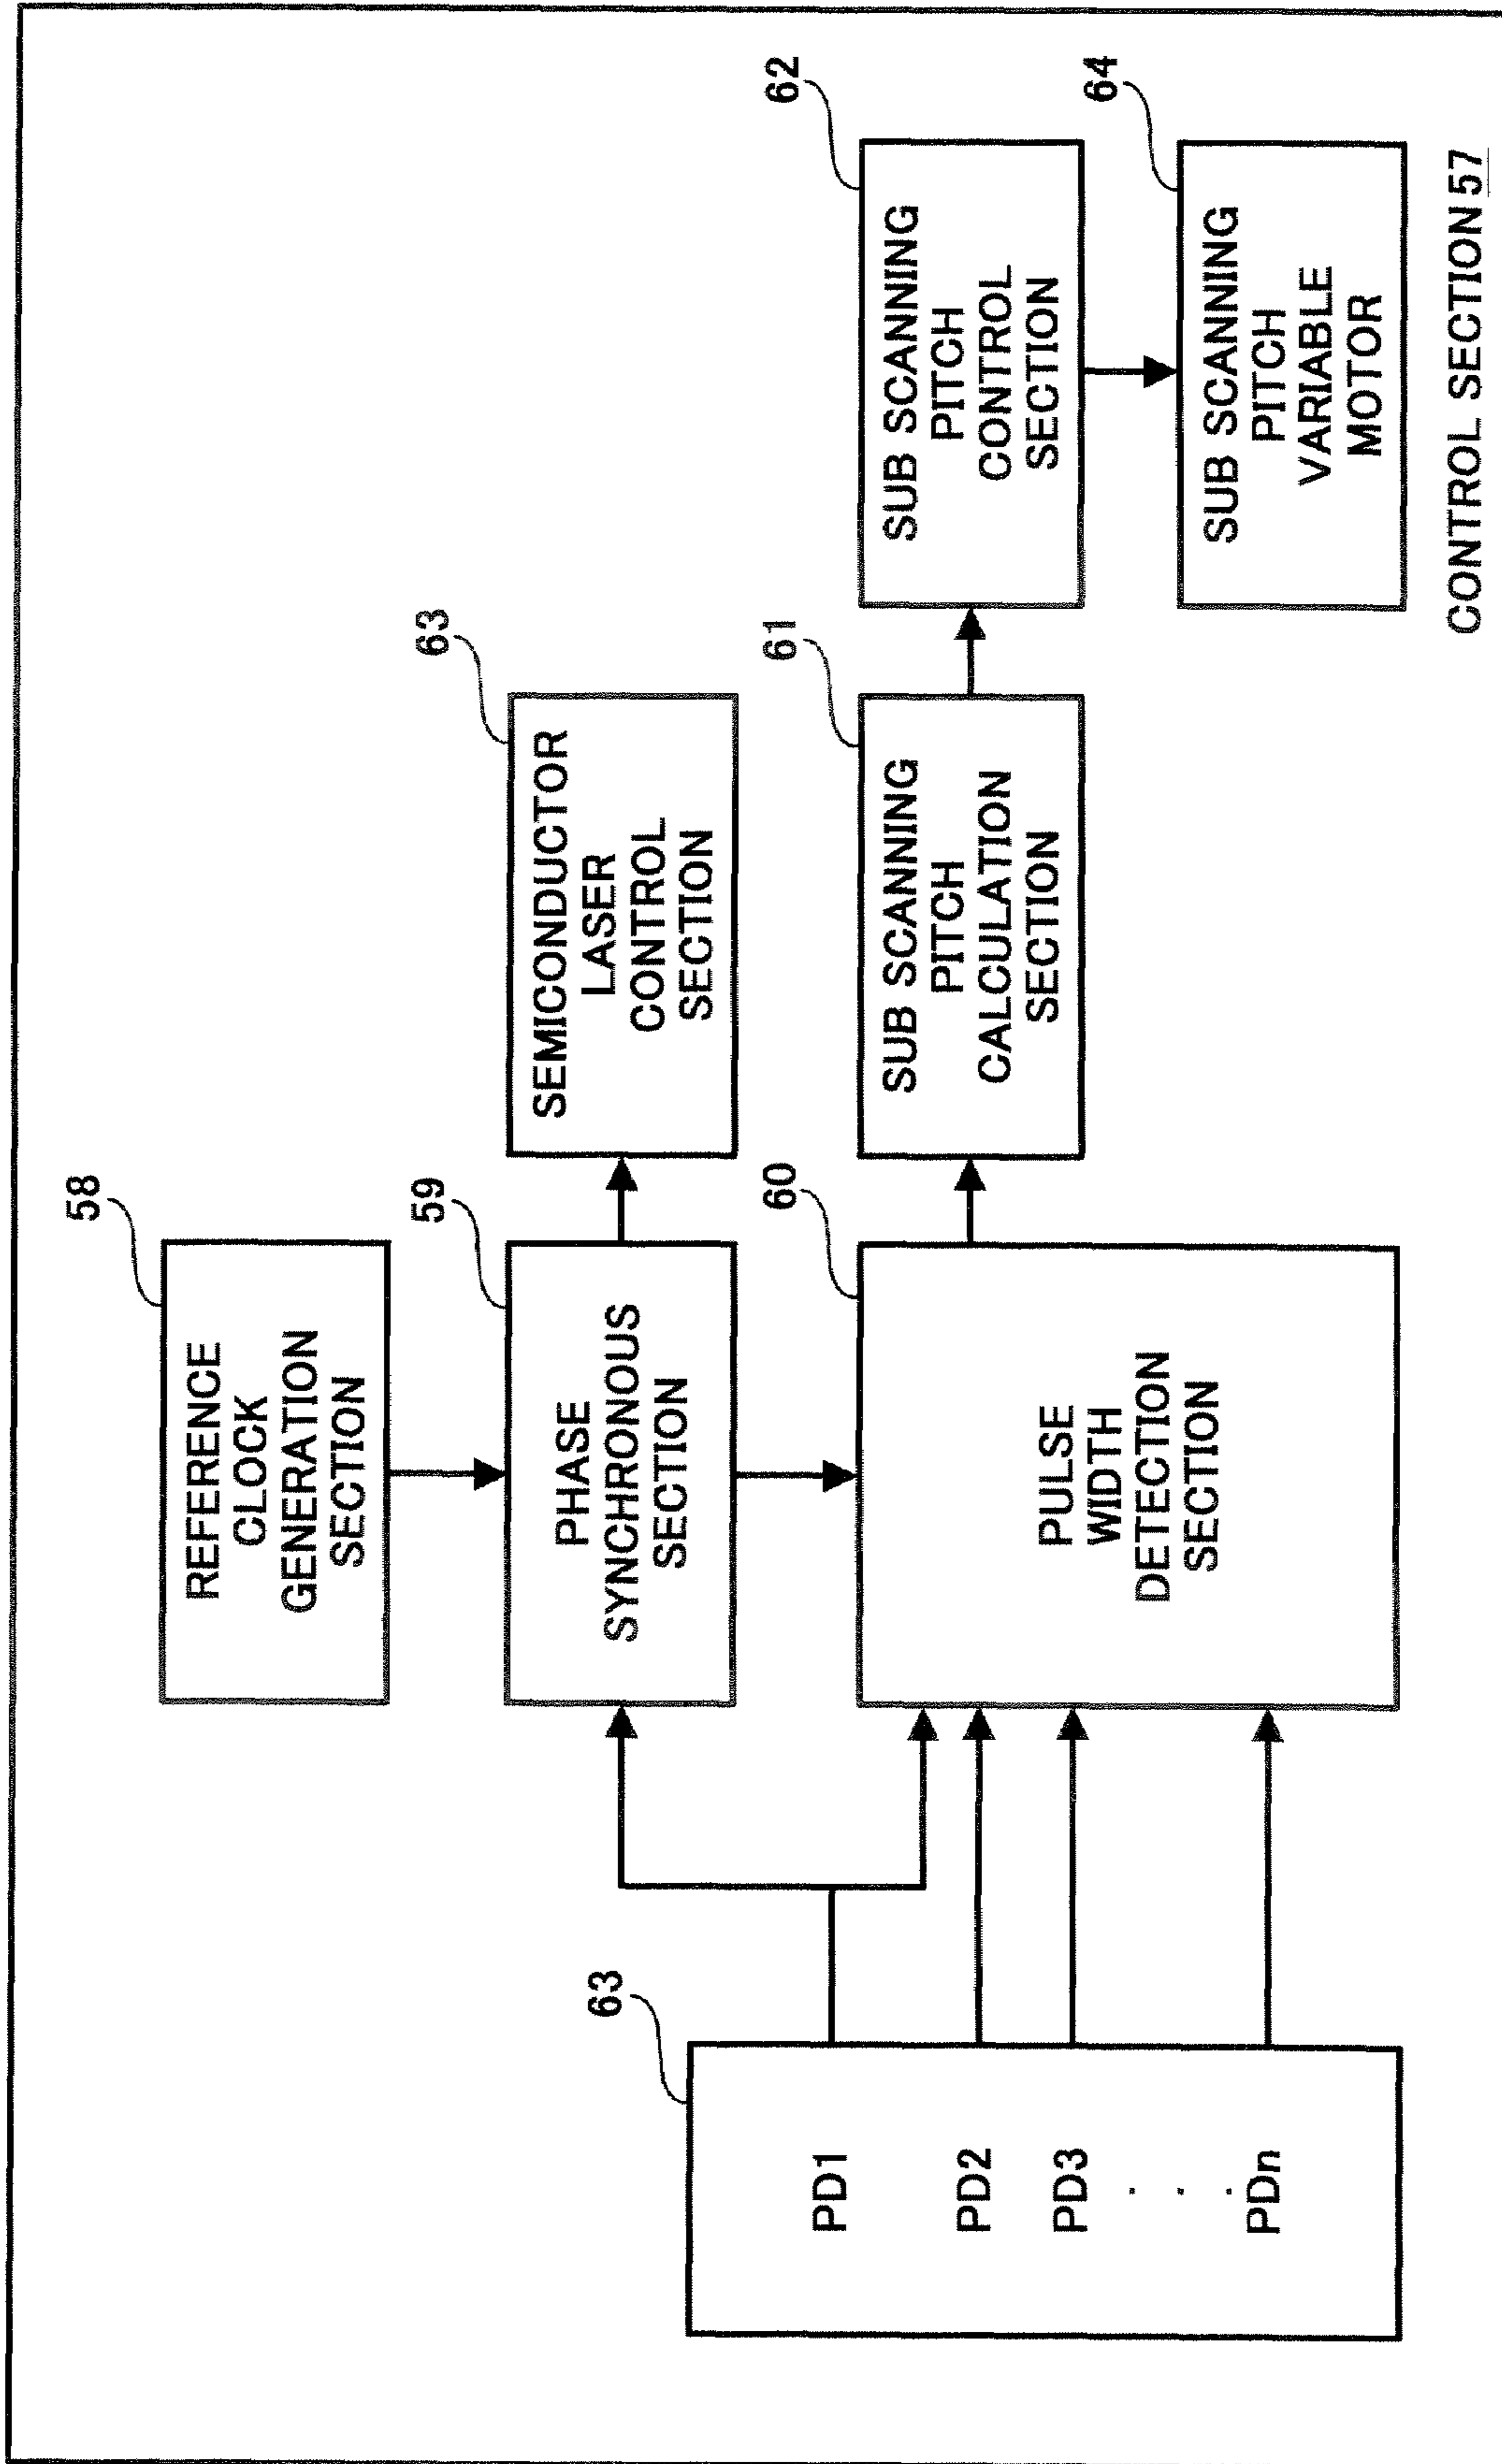 58
REFERENCE
CLOCK
GENERATION
SECTION
59
PHASE
SYNCHRONOUS
SECTION
63
SEMICONDUCTOR
LASER
CONTROL
SECTION
63
PD1
PD2
PD3
. . .
PDn
60
PULSE
WIDTH
DETECTION
SECTION
61
SUB SCANNING
PITCH
CALCULATION
SECTION
62
SUB SCANNING
PITCH
CONTROL
SECTION
64
SUB SCANNING
PITCH
VARIABLE
MOTOR
CONTROL SECTION 57